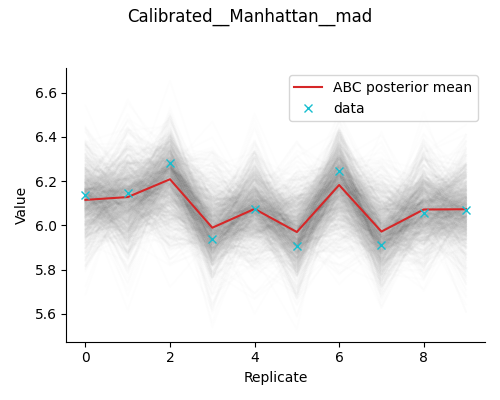 Calibrated__Manhattan__mad
ABC posterior mean
data
Value
6.6
6.4
6.2
6.0
5.8
5.6
0 2 4 6 8
Replicate